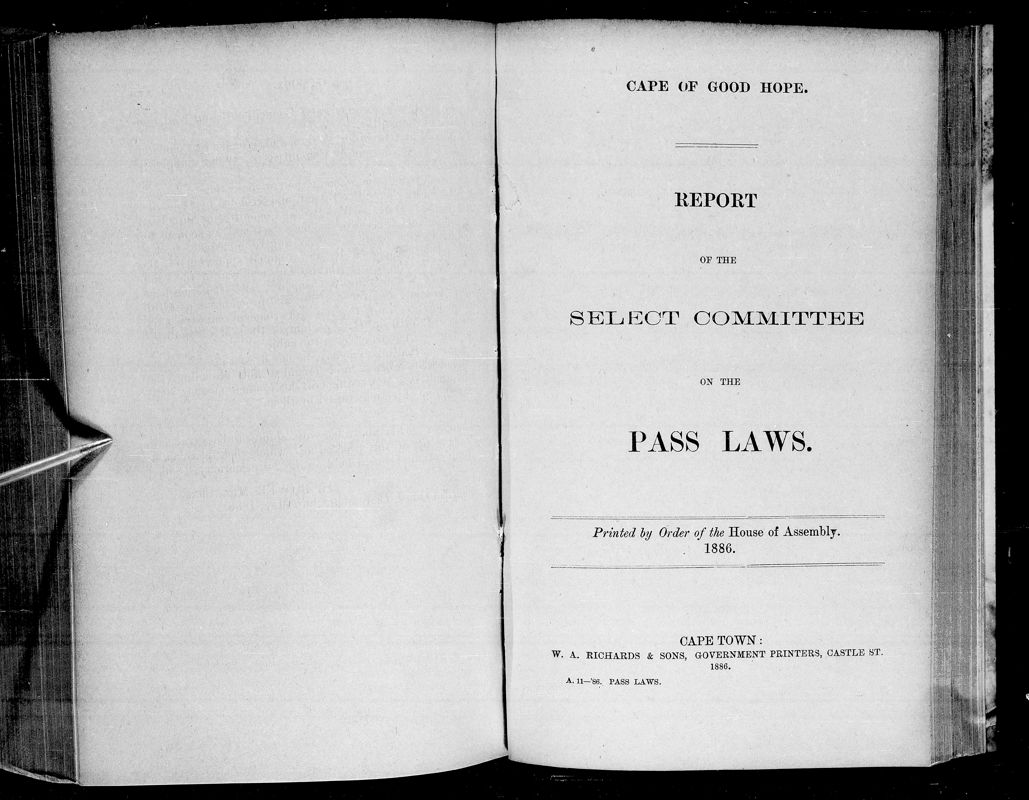 CAPE OF GOOD HOPE.
REPORT
OF THE
SELECT COMMITTEE
ON THE
PASS LAWS.
Printed by Order of the House of Assembly.
1886.
CAPE TOWN:
W. A. RICHARDS & SONS, GOVERNMENT PRINTERS, CASTLE ST.
1886.
A. 11—'86. PASS LAWS.